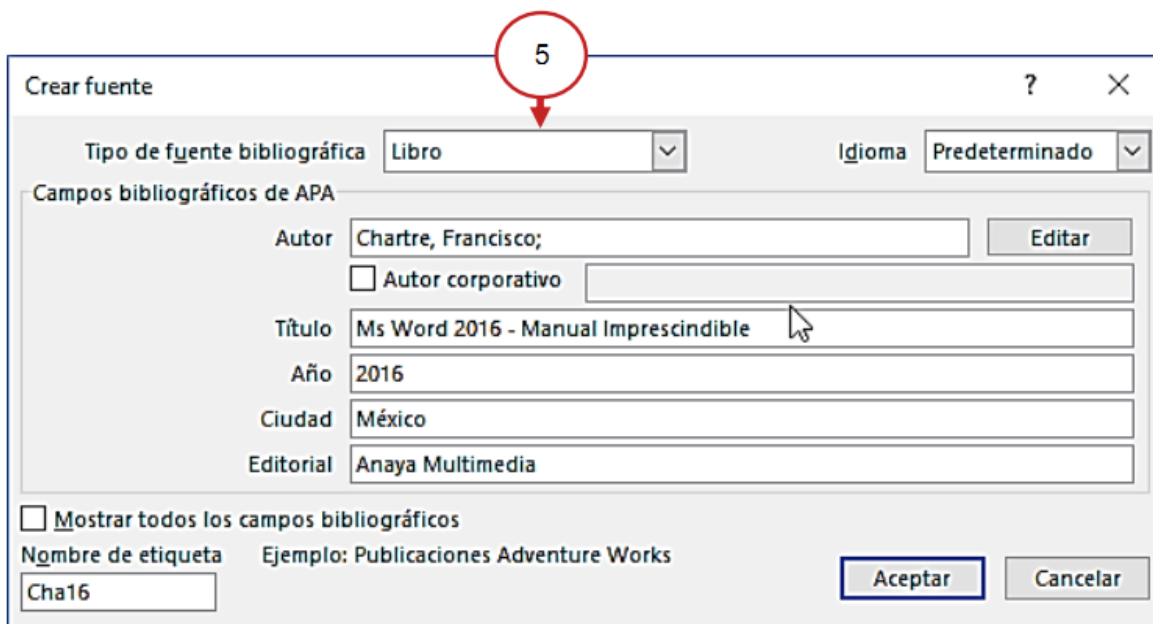 5
Crear fuente ?
Tipo de fuente bibliográfica Libro Idioma Predeterminado
Campos bibliográficos de APA
Autor Chartre, Francisco; Editar
Autor corporativo
Título Ms Word 2016 - Manual Imprescindible
Año 2016
Ciudad México
Editorial Anaya Multimedia
Mostrar todos los campos bibliográficos
Nombre de etiqueta Ejemplo: Publicaciones Adventure Works
Cha16 Aceptar Cancelar